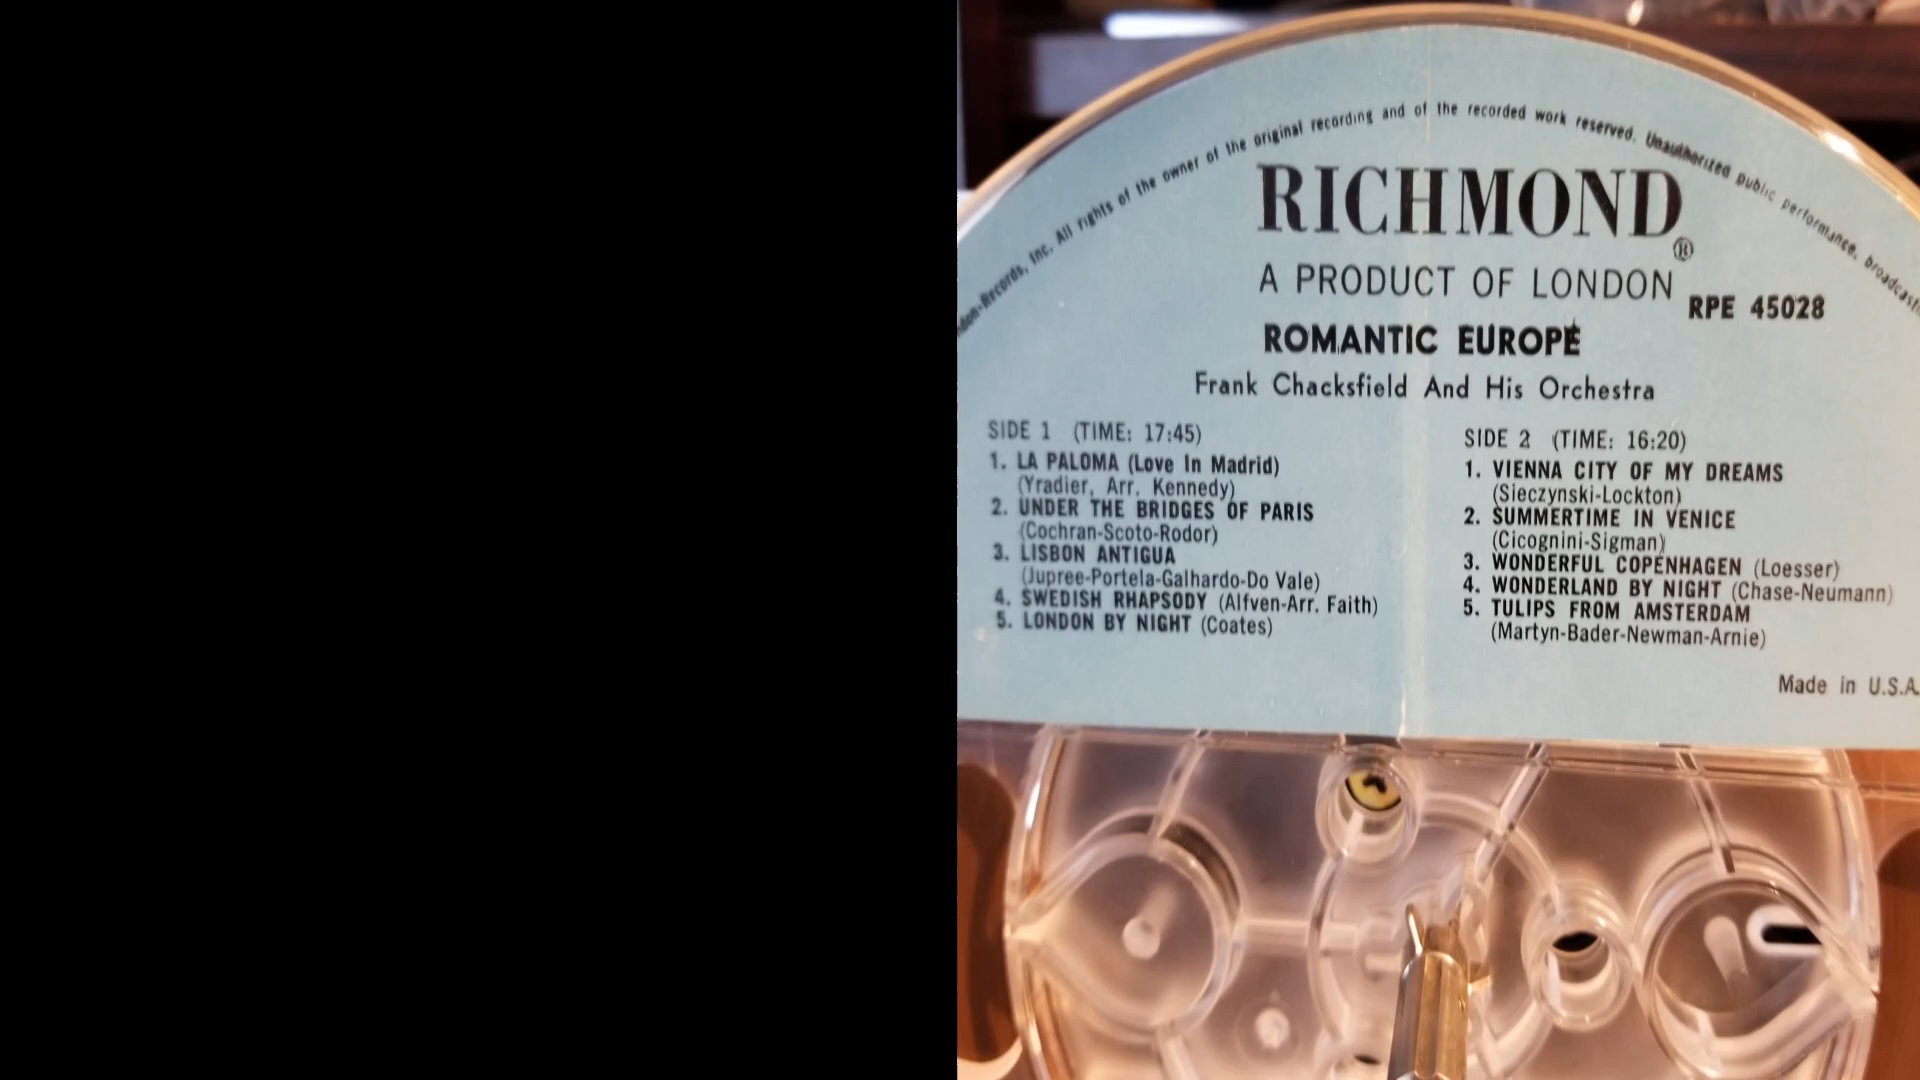 ndon-Records, Inc. All rights of the owner of the original recording and of the recorded work reserved. Unauthorized public performance, broadcasti
RICHMOND®
A PRODUCT OF LONDON
RPE 45028
ROMANTIC EUROPE
Frank Chacksfield And His Orchestra
SIDE 1 (TIME: 17:45)
1. LA PALOMA (Love In Madrid)
(Yradier, Arr. Kennedy)
2. UNDER THE BRIDGES OF PARIS
(Cochran-Scoto-Rodor)
3. LISBON ANTIGUA
(Jupree-Portela-Galhardo-Do Vale)
4. SWEDISH RHAPSODY (Alfven-Arr. Faith)
5. LONDON BY NIGHT (Coates)
SIDE 2 (TIME: 16:20)
1. VIENNA CITY OF MY DREAMS
(Sieczynski-Lockton)
2. SUMMERTIME IN VENICE
(Cicognini-Sigman)
3. WONDERFUL COPENHAGEN (Loesser)
4. WONDERLAND BY NIGHT (Chase-Neumann)
5. TULIPS FROM AMSTERDAM
(Martyn-Bader-Newman-Arnie)
Made in U.S.A.